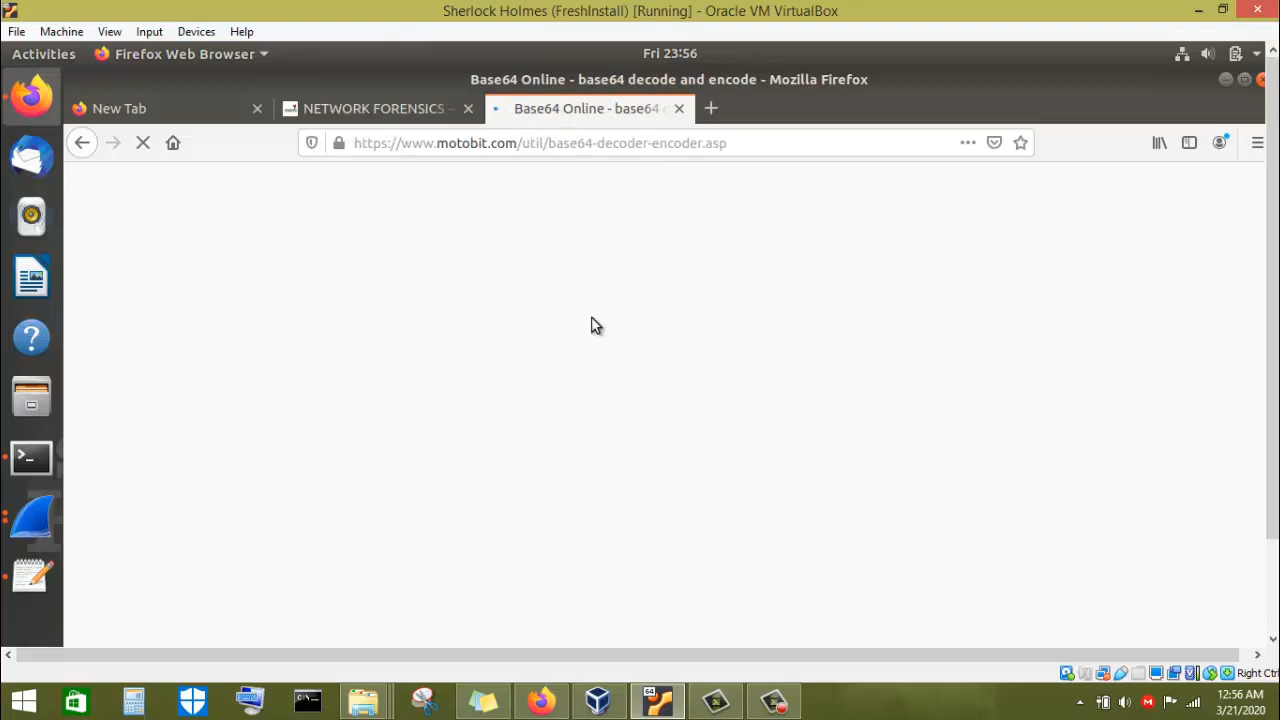 Sherlock Holmes (FreshInstall) [Running] - Oracle VM VirtualBox
File Machine View Input Devices Help
Activities Firefox Web Browser Fri 23:56
Base64 Online - base64 decode and encode - Mozilla Firefox
New Tab NETWORK FORENSICS – Base64 Online - base64
https://www.motobit.com/util/base64-decoder-encoder.asp
Right Ctrl
64
12:56 AM
3/21/2020